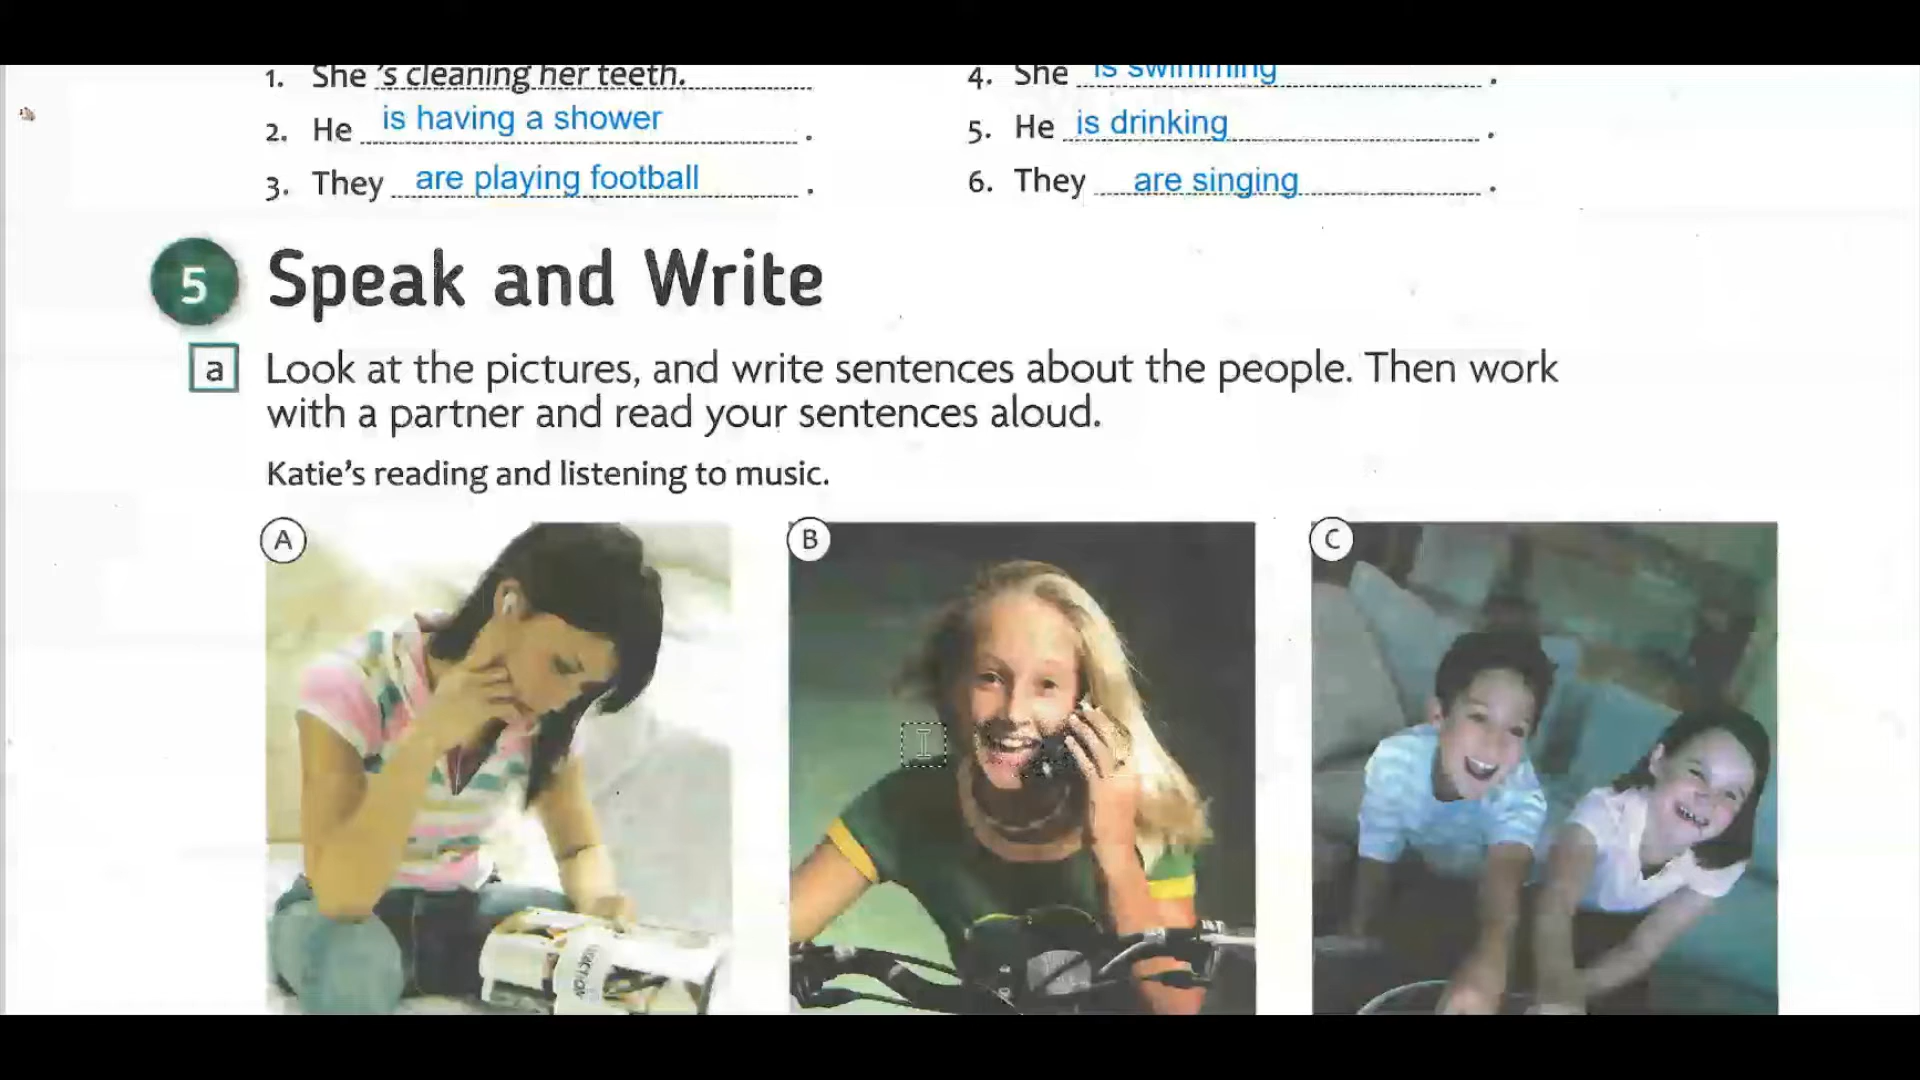 1. She 's cleaning her teeth.
4. She is swimming .
2. He is having a shower .
5. He is drinking .
3. They are playing football .
6. They are singing .
5 Speak and Write
a Look at the pictures, and write sentences about the people. Then work
with a partner and read your sentences aloud.
Katie's reading and listening to music.
A
B
C